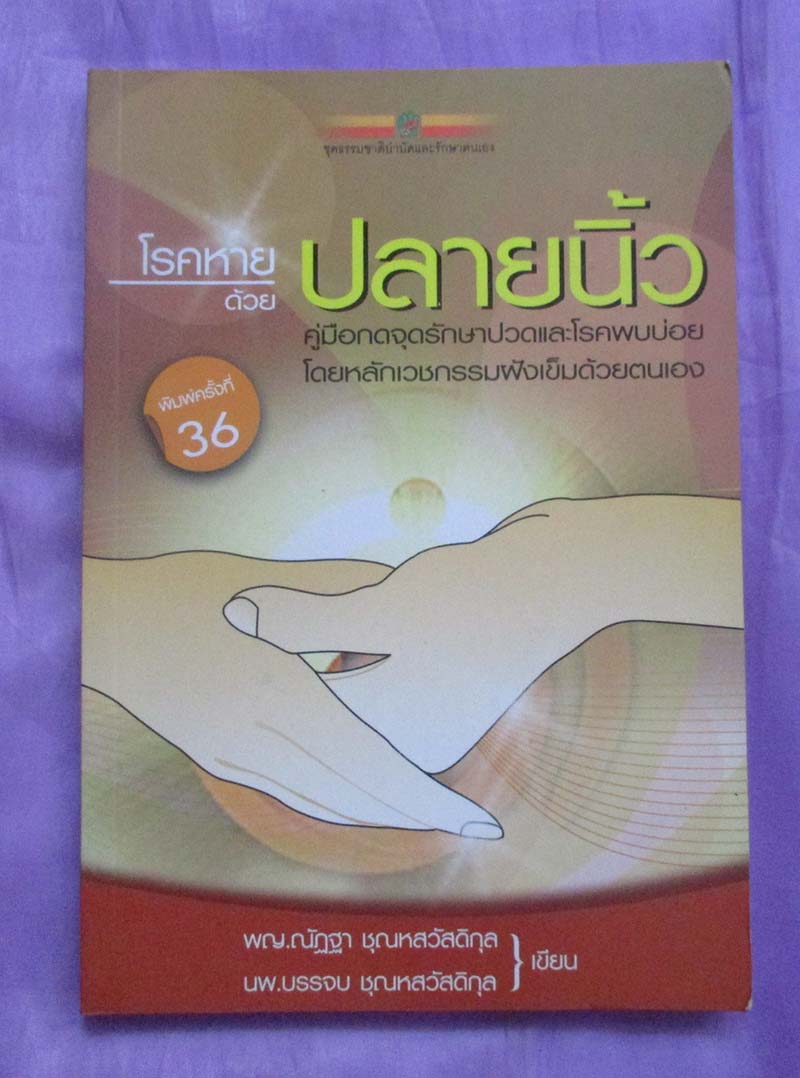 ชุดธรรมชาติบำบัดและรักษาตนเอง
โรคหาย
ด้วย
ปลายนิ้ว
คู่มือกดจุดรักษาปวดและโรคพบบ่อย
โดยหลักเวชกรรมฝังเข็มด้วยตนเอง
พิมพ์ครั้งที่
36
พญ.ณัฏฐา ชุณหสวัสดิกุล
นพ.บรรจบ ชุณหสวัสดิกุล
} เขียน